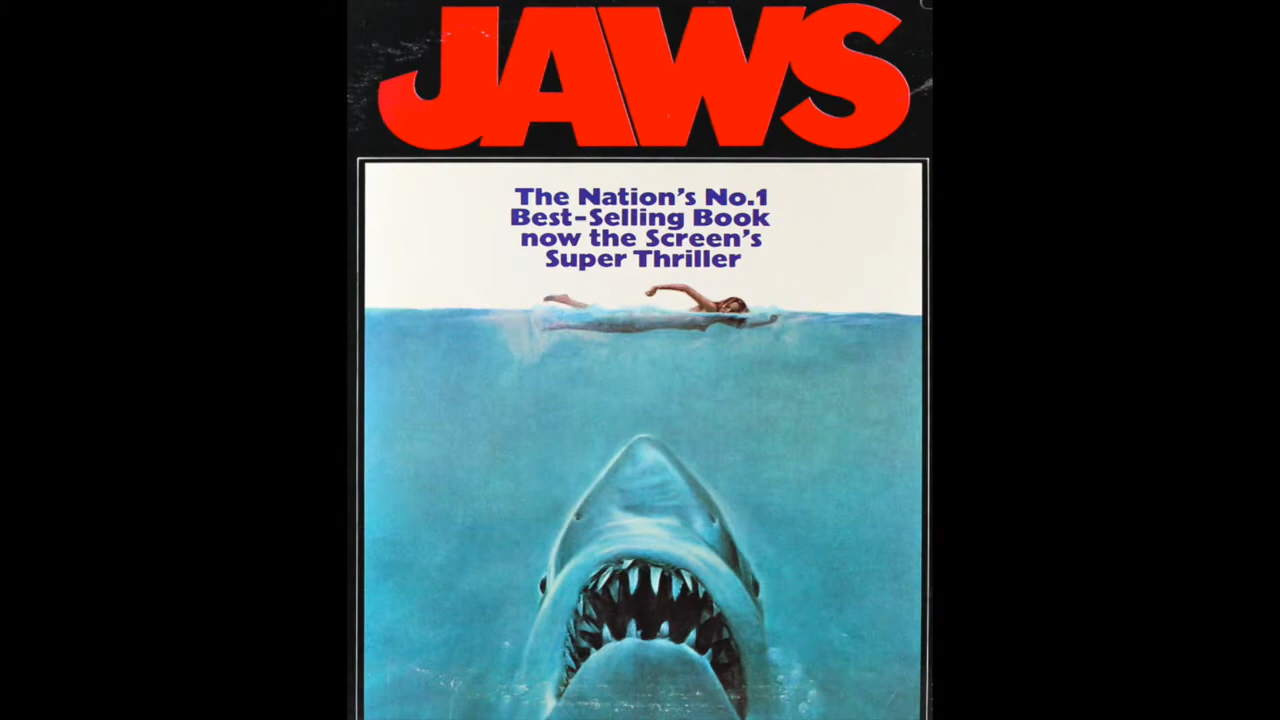 JAWS
The Nation's No.1
Best-Selling Book
now the Screen's
Super Thriller